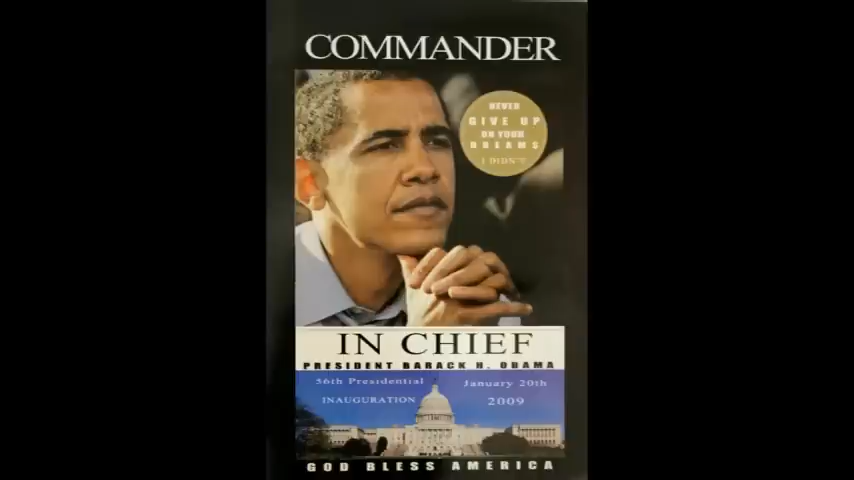 COMMANDER
NEVER
GIVE UP
ON YOUR
DREAMS
I DIDN'T
IN CHIEF
PRESIDENT BARACK H. OBAMA
56th Presidential
January 20th
INAUGURATION
2009
GOD BLESS AMERICA